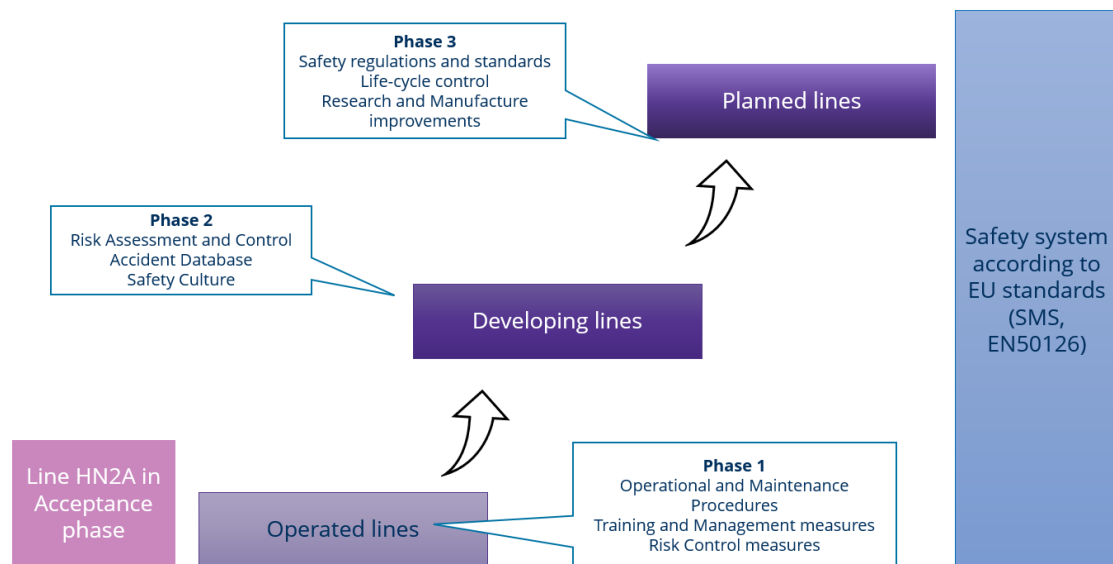 Phase 3
Safety regulations and standards
Life-cycle control
Research and Manufacture
improvements
Planned lines
Phase 2
Risk Assessment and Control
Accident Database
Safety Culture
Developing lines
Safety system
according to
EU standards
(SMS,
EN50126)
Line HN2A in
Acceptance
phase
Operated lines
Phase 1
Operational and Maintenance
Procedures
Training and Management measures
Risk Control measures